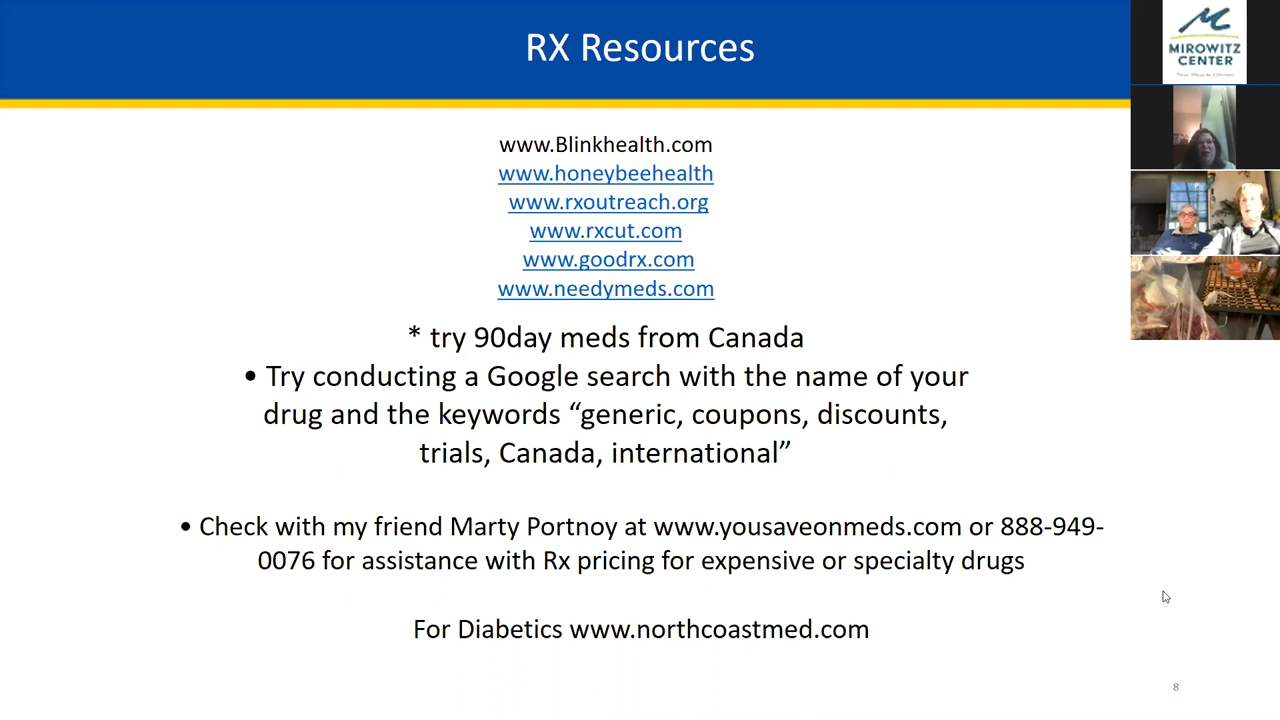 RX Resources
MIROWITZ
CENTER
www.Blinkhealth.com
www.honeybeehealth
www.rxoutreach.org
www.rxcut.com
www.goodrx.com
www.needymeds.com
* try 90day meds from Canada
• Try conducting a Google search with the name of your
drug and the keywords “generic, coupons, discounts,
trials, Canada, international”
• Check with my friend Marty Portnoy at www.yousaveonmeds.com or 888-949-
0076 for assistance with Rx pricing for expensive or specialty drugs
For Diabetics www.northcoastmed.com
8